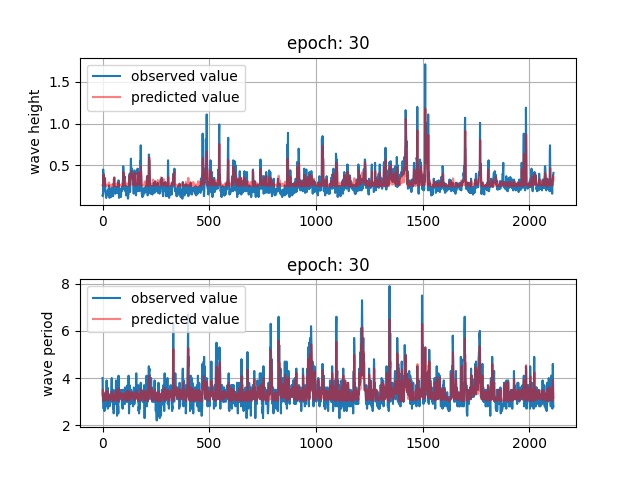 epoch: 30
wave height
1.5
1.0
0.5
observed value
predicted value
0 500 1000 1500 2000
epoch: 30
wave period
8
6
4
2
observed value
predicted value
0 500 1000 1500 2000